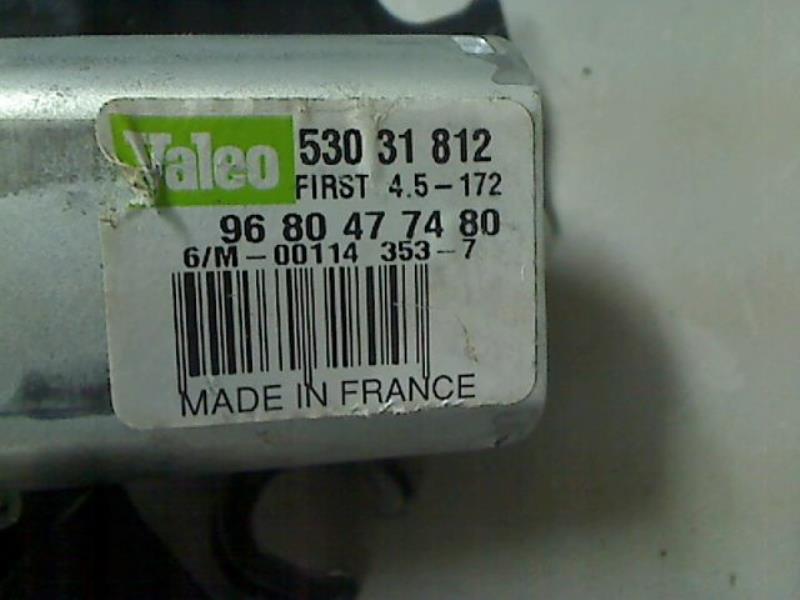 Valeo 530 31 812
FIRST 4.5-172
96 80 47 74 80
6/M-00114 353-7
MADE IN FRANCE